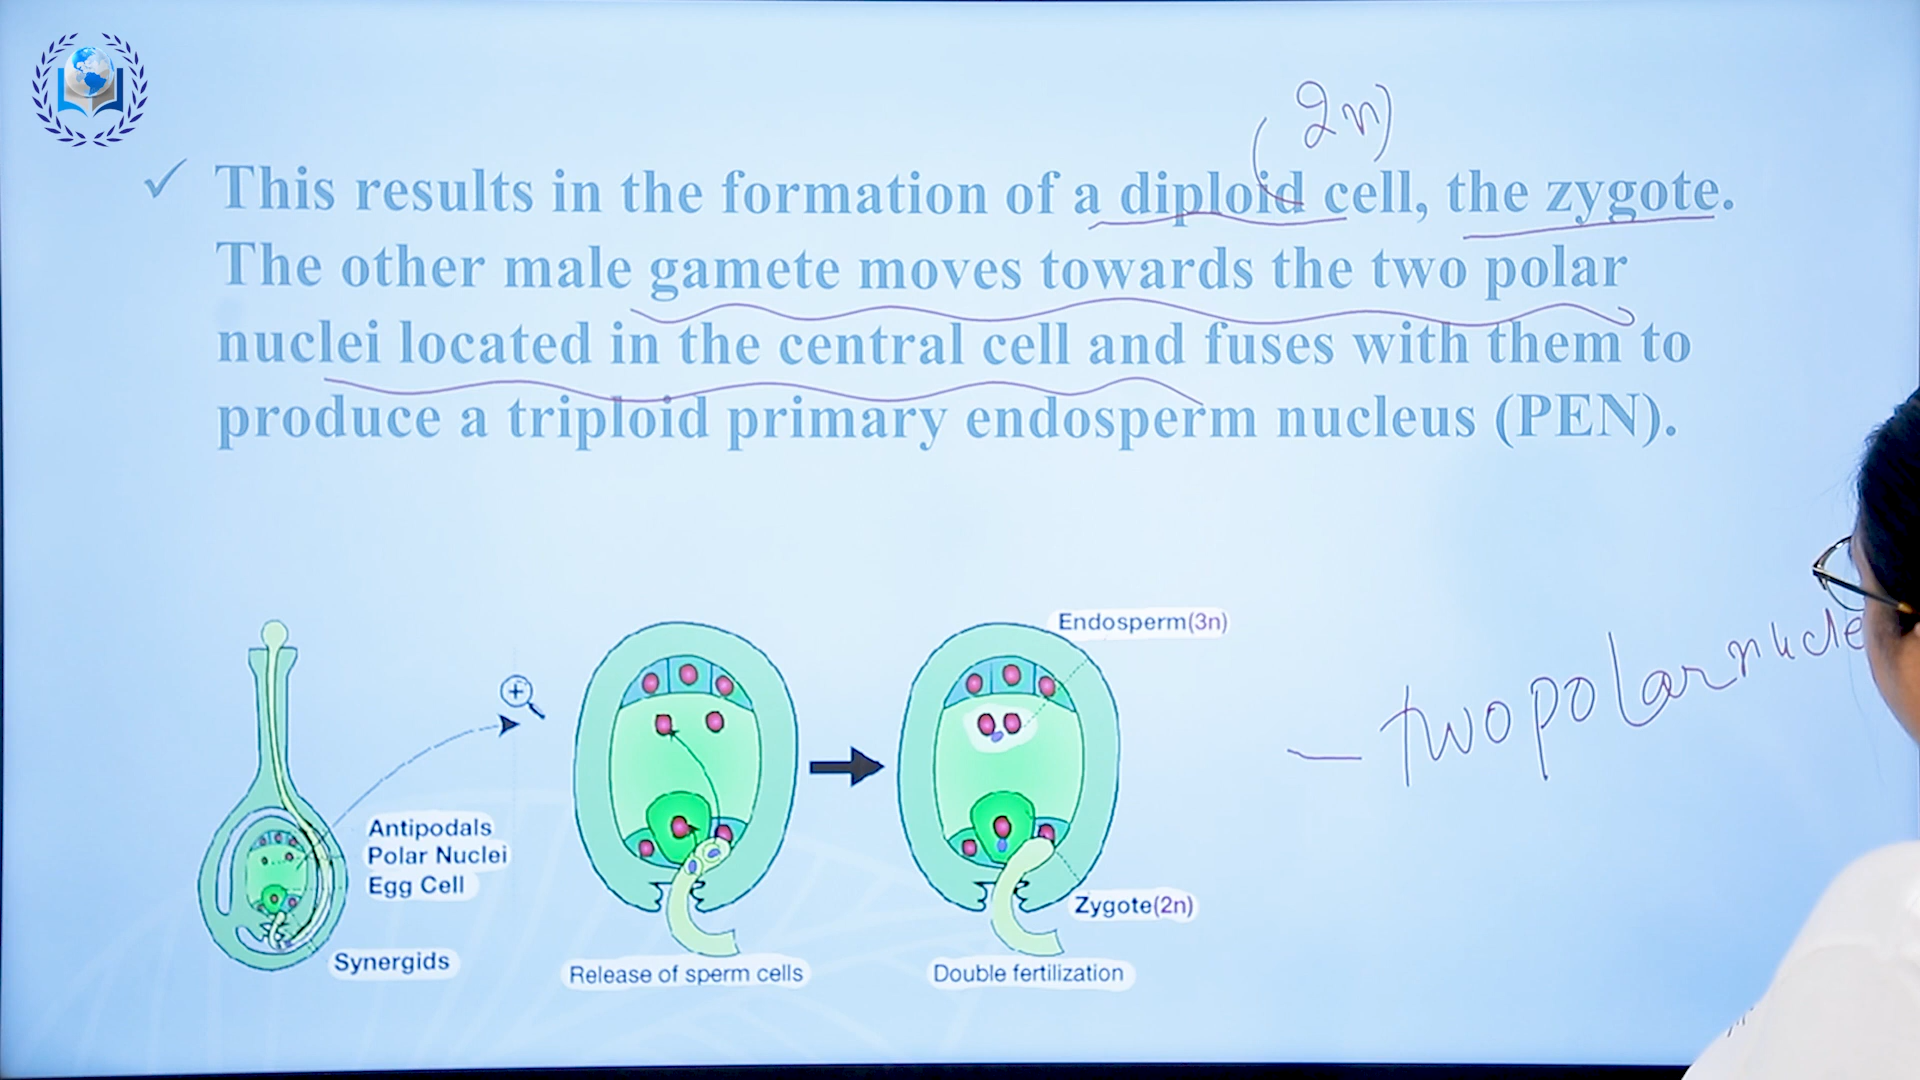 (2n)
✓ This results in the formation of a diploid cell, the zygote.
The other male gamete moves towards the two polar
nuclei located in the central cell and fuses with them to
produce a triploid primary endosperm nucleus (PEN).
Endosperm(3n)
– two polar nucle
Antipodals
Polar Nuclei
Egg Cell
Synergids
Zygote(2n)
Release of sperm cells
Double fertilization